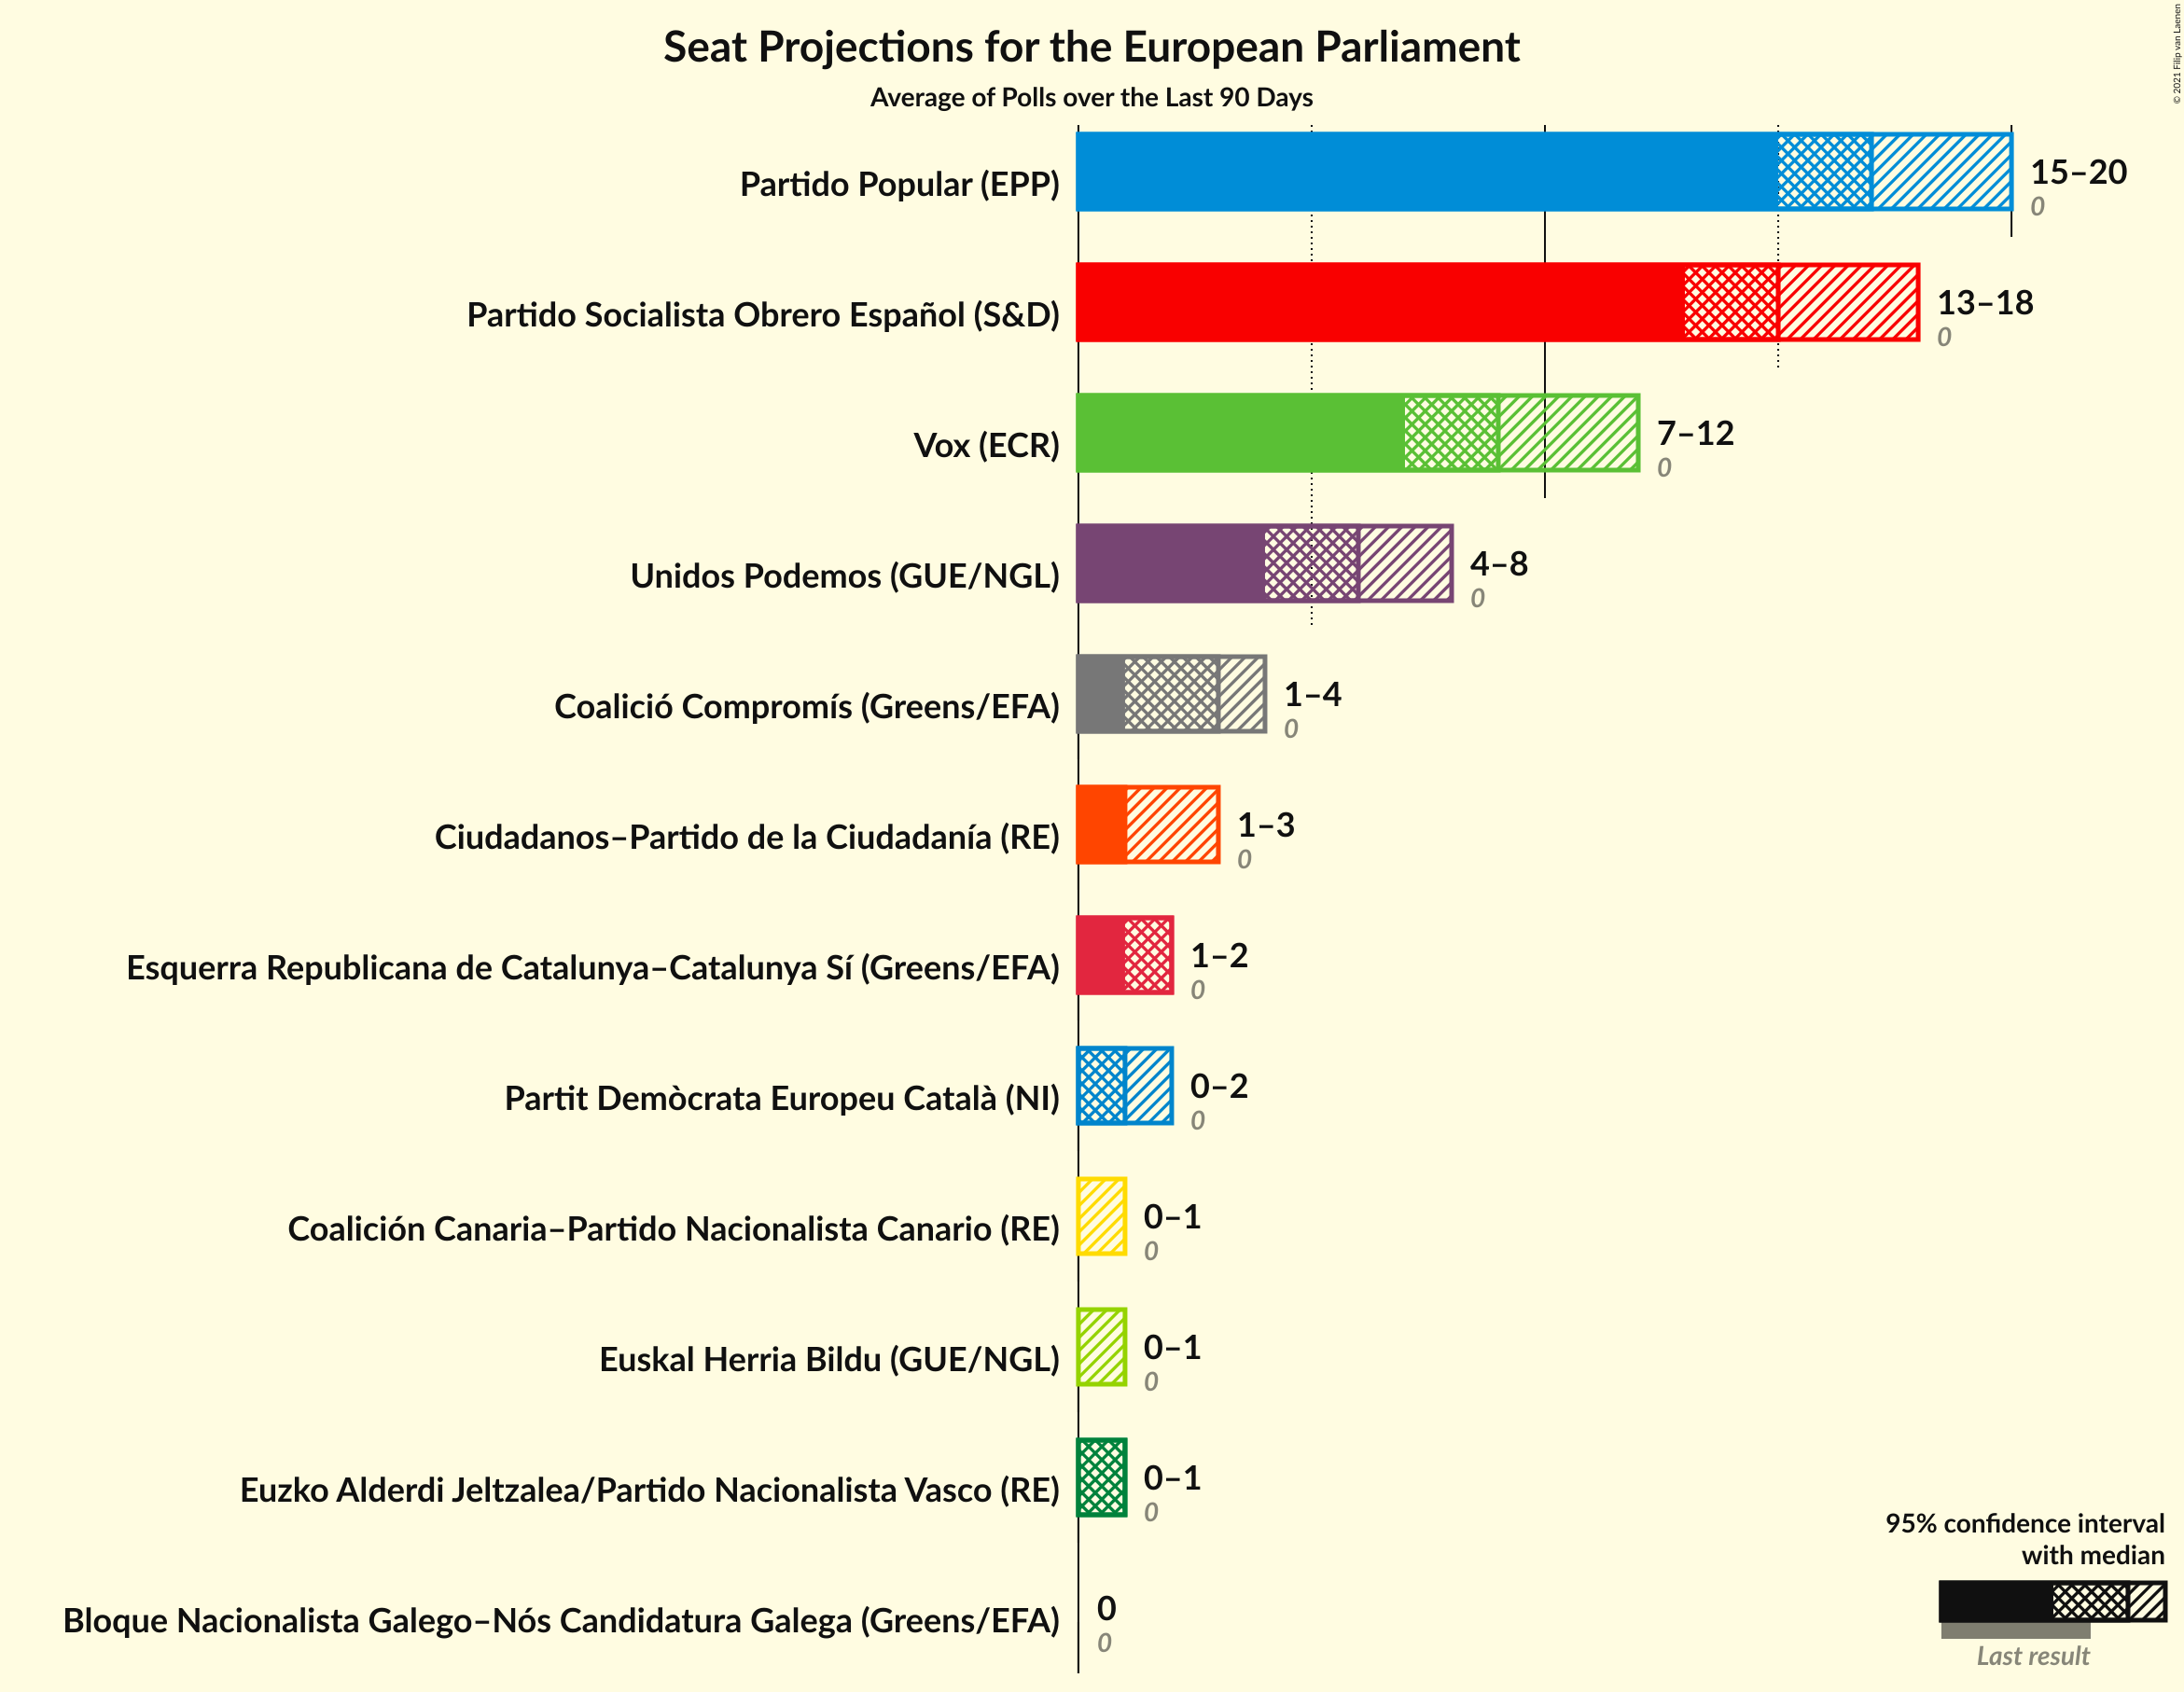 Seat Projections for the European Parliament
Average of Polls over the Last 90 Days
© 2021 Filip van Laenen
Partido Popular (EPP)
15–20
0
Partido Socialista Obrero Español (S&D)
13–18
0
Vox (ECR)
7–12
0
Unidos Podemos (GUE/NGL)
4–8
0
Coalició Compromís (Greens/EFA)
1–4
0
Ciudadanos–Partido de la Ciudadanía (RE)
1–3
0
Esquerra Republicana de Catalunya–Catalunya Sí (Greens/EFA)
1–2
0
Partit Demòcrata Europeu Català (NI)
0–2
0
Coalición Canaria–Partido Nacionalista Canario (RE)
0–1
0
Euskal Herria Bildu (GUE/NGL)
0–1
0
Euzko Alderdi Jeltzalea/Partido Nacionalista Vasco (RE)
0–1
0
Bloque Nacionalista Galego–Nós Candidatura Galega (Greens/EFA)
0
0
95% confidence interval
with median
Last result